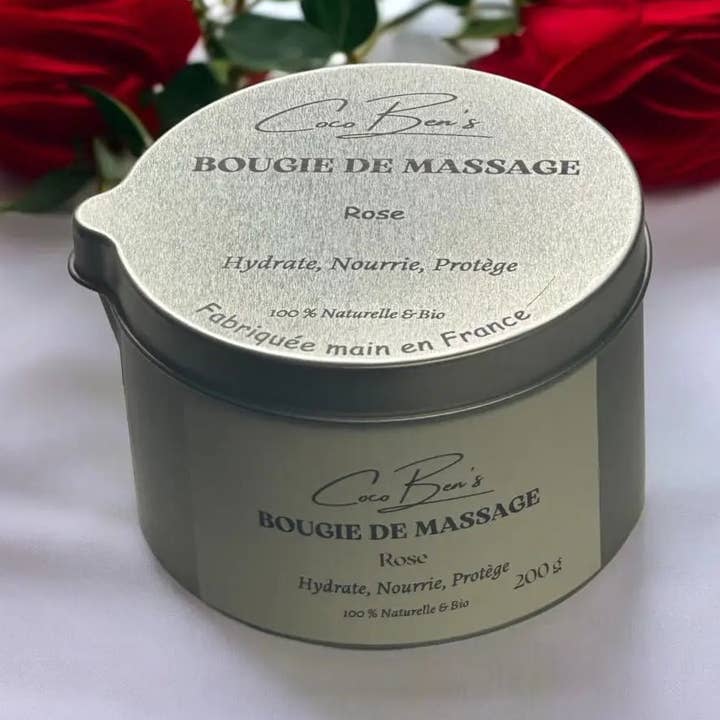 Coco Ben's
BOUGIE DE MASSAGE
Rose
Hydrate, Nourrie, Protège
100 % Naturelle & Bio
Fabriquée main en France
Coco Ben's
BOUGIE DE MASSAGE
Rose
Hydrate, Nourrie, Protège
200 g
100 % Naturelle & Bio